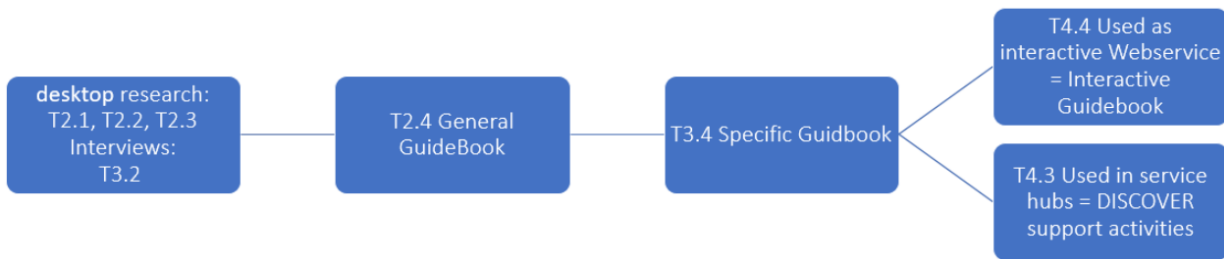 desktop research:
T2.1, T2.2, T2.3
Interviews:
T3.2
T2.4 General
GuideBook
T3.4 Specific Guidbook
T4.4 Used as
interactive Webservice
= Interactive
Guidebook
T4.3 Used in service
hubs = DISCOVER
support activities